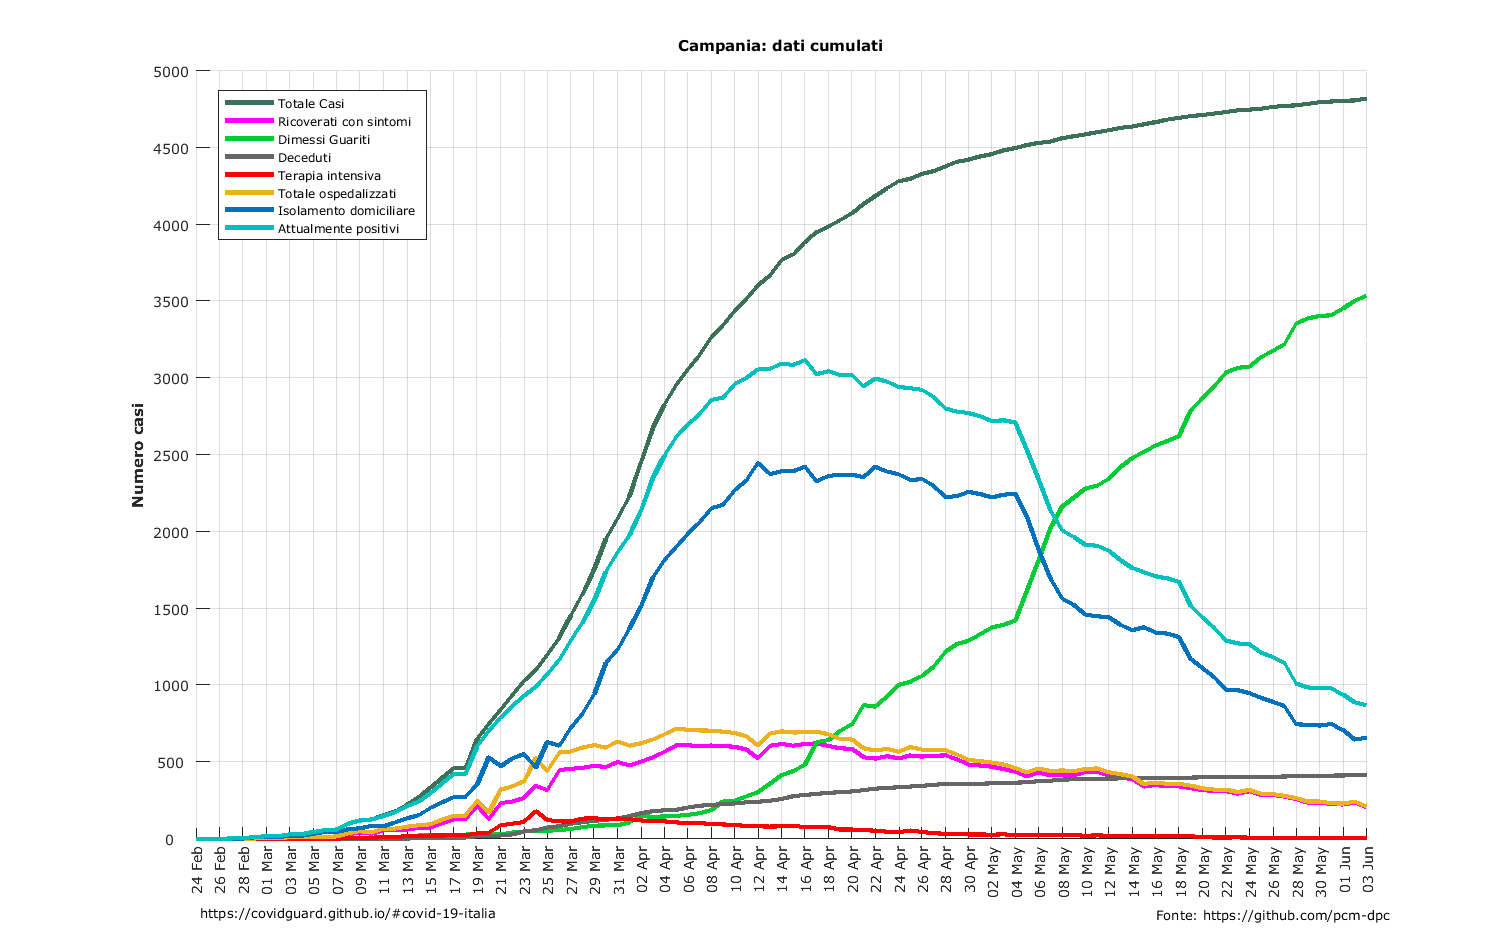 Campania: dati cumulati
5000
4500
4000
3500
3000
2500
2000
1500
1000
500
0
Numero casi
Totale Casi
Ricoverati con sintomi
Dimessi Guariti
Deceduti
Terapia intensiva
Totale ospedalizzati
Isolamento domiciliare
Attualmente positivi
24 Feb
26 Feb
28 Feb
01 Mar
03 Mar
05 Mar
07 Mar
09 Mar
11 Mar
13 Mar
15 Mar
17 Mar
19 Mar
21 Mar
23 Mar
25 Mar
27 Mar
29 Mar
31 Mar
02 Apr
04 Apr
06 Apr
08 Apr
10 Apr
12 Apr
14 Apr
16 Apr
18 Apr
20 Apr
22 Apr
24 Apr
26 Apr
28 Apr
30 Apr
02 May
04 May
06 May
08 May
10 May
12 May
14 May
16 May
18 May
20 May
22 May
24 May
26 May
28 May
30 May
01 Jun
03 Jun
https://covidguard.github.io/#covid-19-italia
Fonte: https://github.com/pcm-dpc